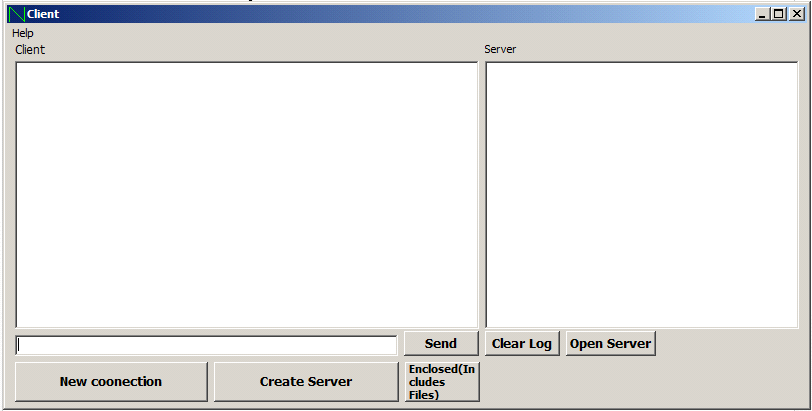 Client
Help
Client
Server
Send
Clear Log
Open Server
New coonection
Create Server
Enclosed(In
cludes
Files)